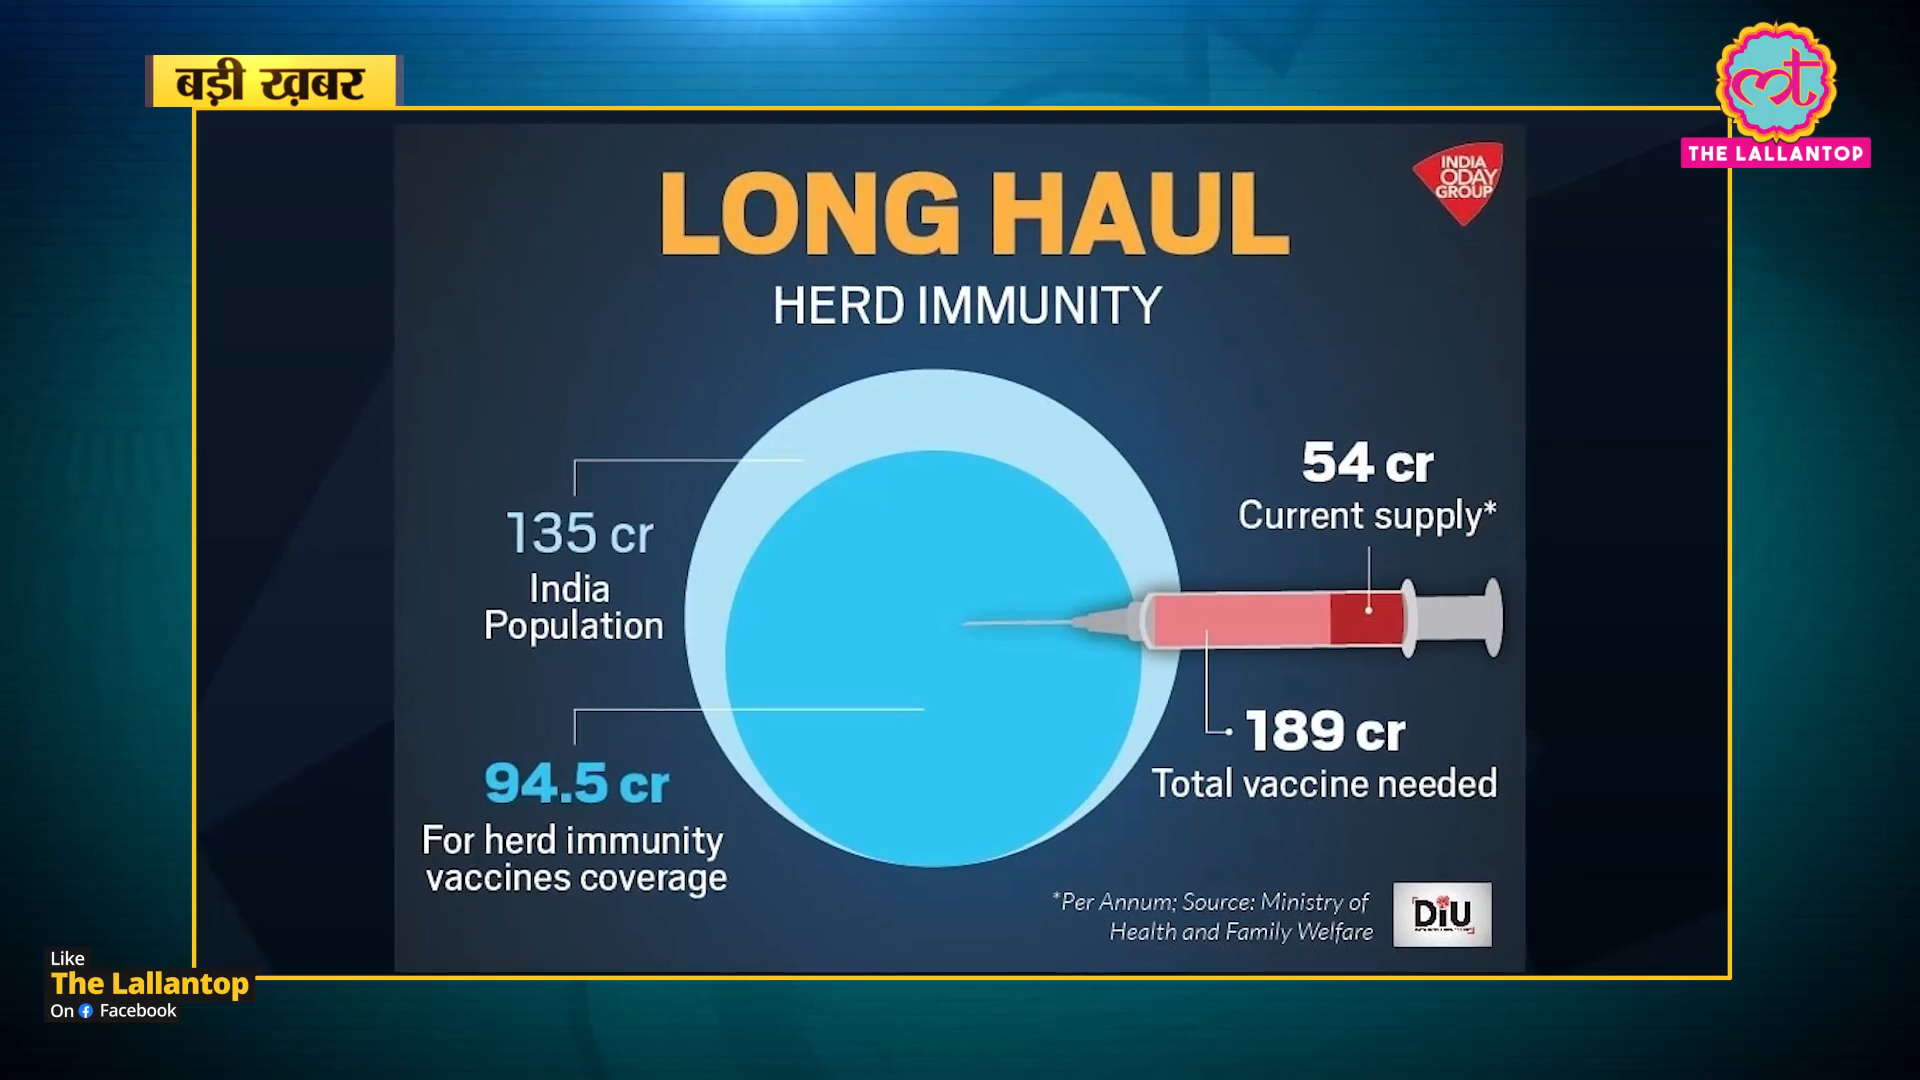 बड़ी ख़बर
THE LALLANTOP
INDIA
ODAY
GROUP
LONG HAUL
HERD IMMUNITY
135 cr
India
Population
54 cr
Current supply*
94.5 cr
For herd immunity
vaccines coverage
189 cr
Total vaccine needed
*Per Annum; Source: Ministry of
Health and Family Welfare
DiU
Like
The Lallantop
On Facebook